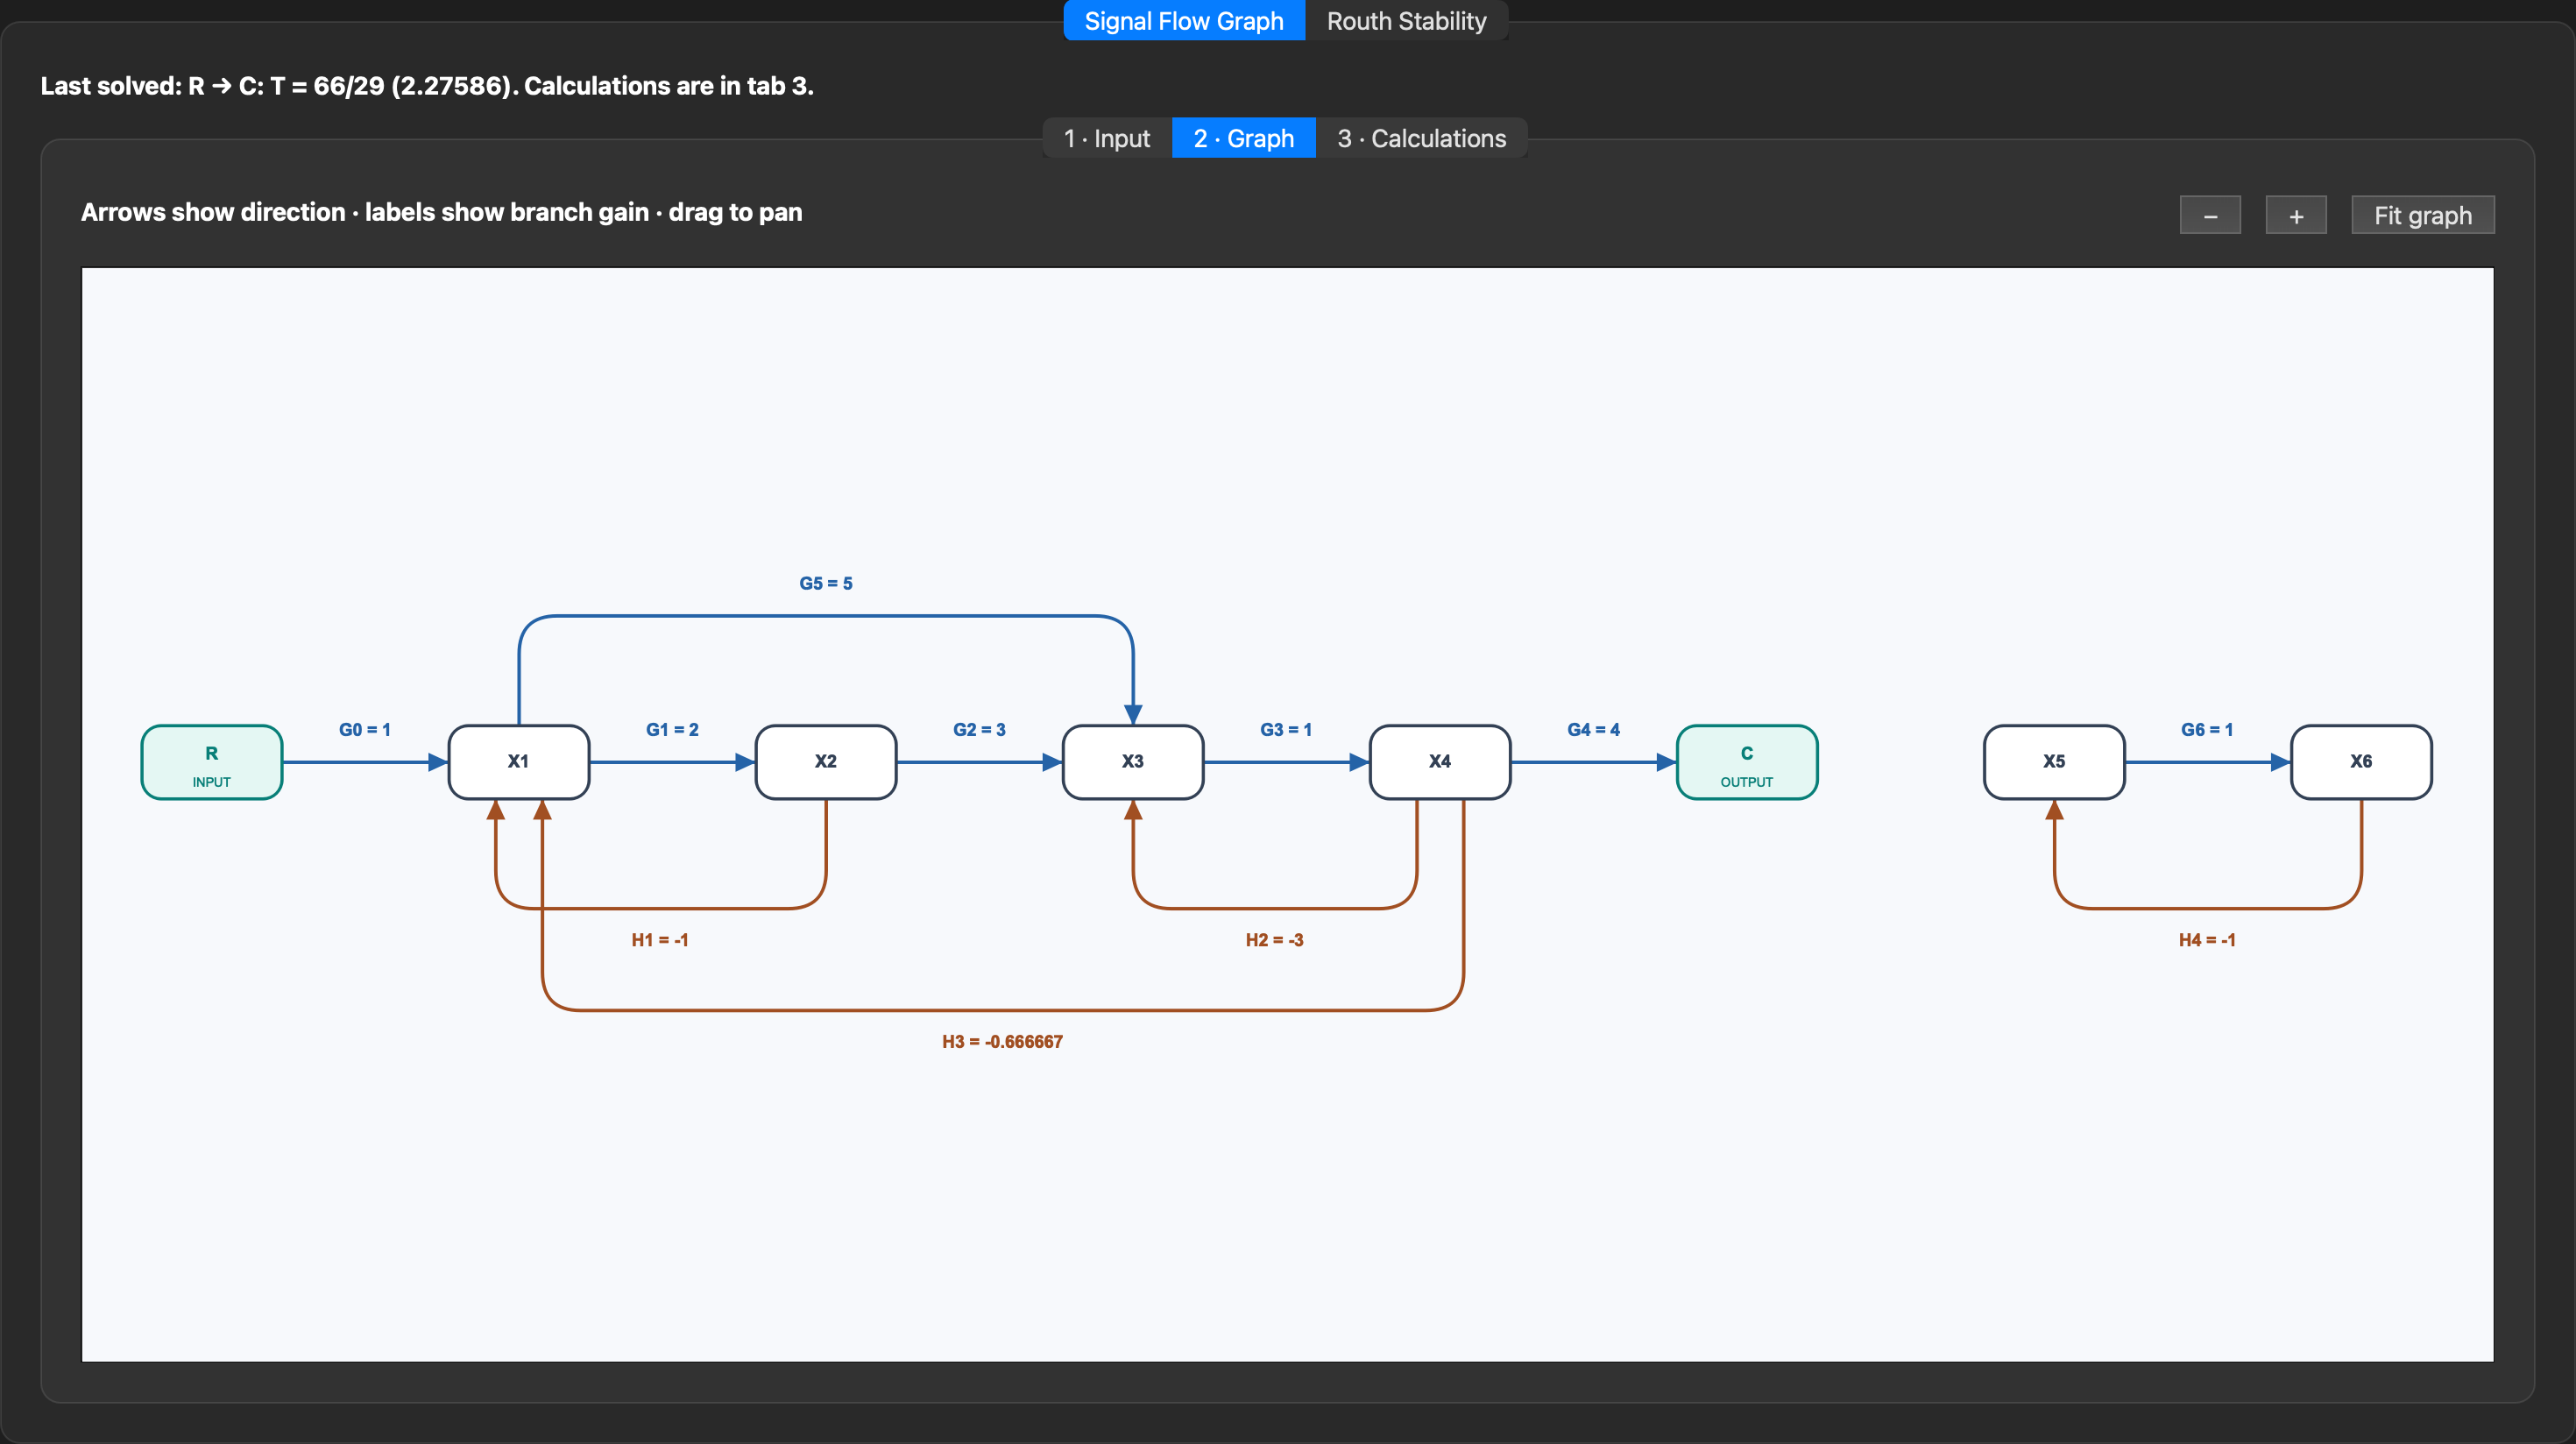 Signal Flow Graph Routh Stability
Last solved: R → C: T = 66/29 (2.27586). Calculations are in tab 3.
1 · Input 2 · Graph 3 · Calculations
Arrows show direction · labels show branch gain · drag to pan
– + Fit graph
G5 = 5
G0 = 1 G1 = 2 G2 = 3 G3 = 1 G4 = 4 G6 = 1
R X1 X2 X3 X4 C X5 X6
INPUT OUTPUT
H1 = -1 H2 = -3 H4 = -1
H3 = -0.666667